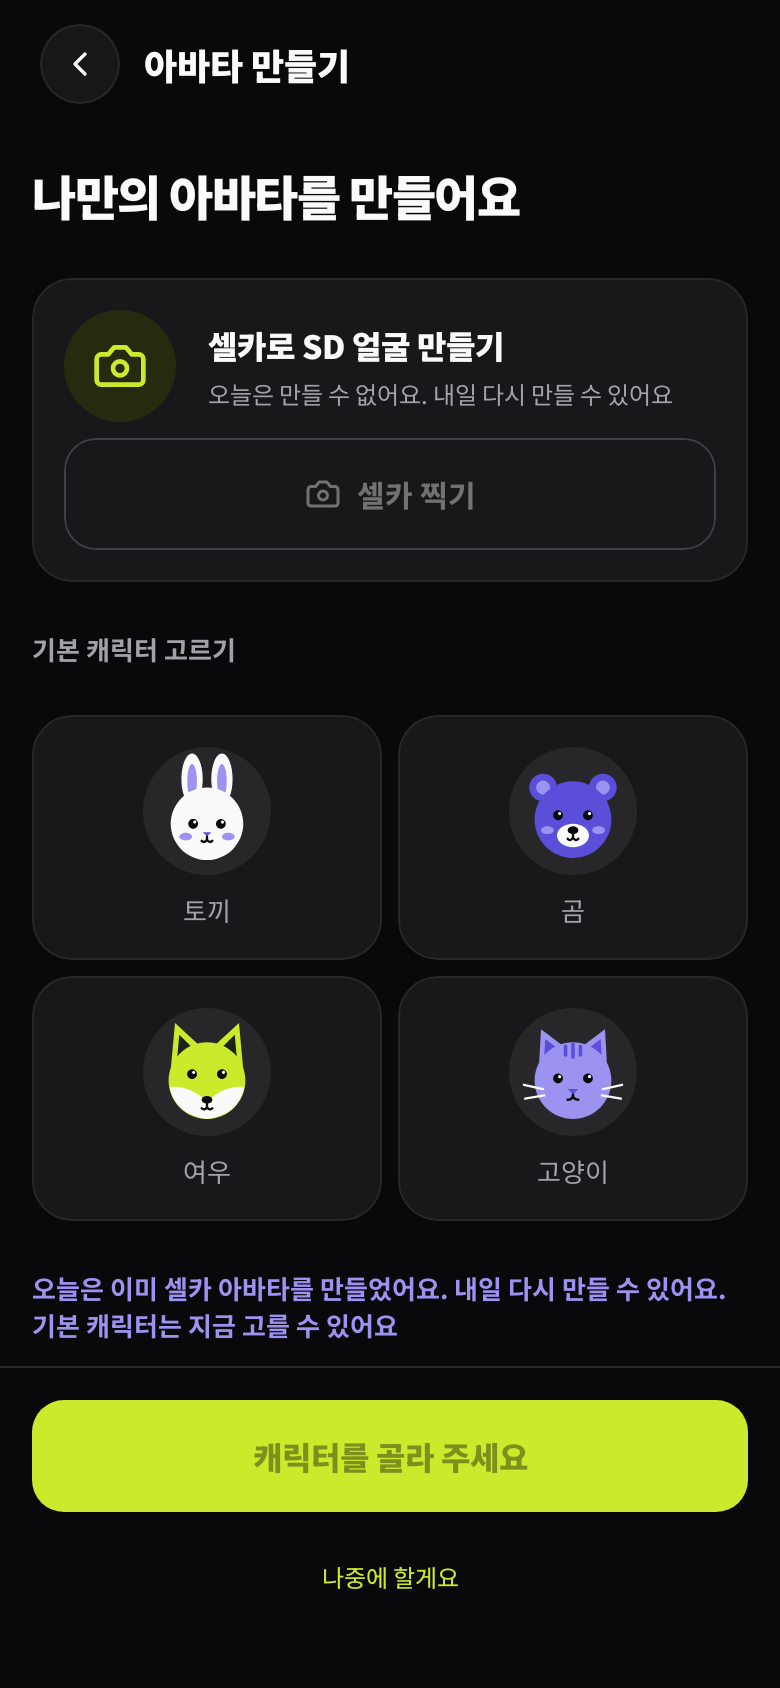 아바타 만들기
나만의 아바타를 만들어요
셀카로 SD 얼굴 만들기
오늘은 만들 수 없어요. 내일 다시 만들 수 있어요
셀카 찍기
기본 캐릭터 고르기
토끼
곰
여우
고양이
오늘은 이미 셀카 아바타를 만들었어요. 내일 다시 만들 수 있어요.
기본 캐릭터는 지금 고를 수 있어요
캐릭터를 골라 주세요
나중에 할게요